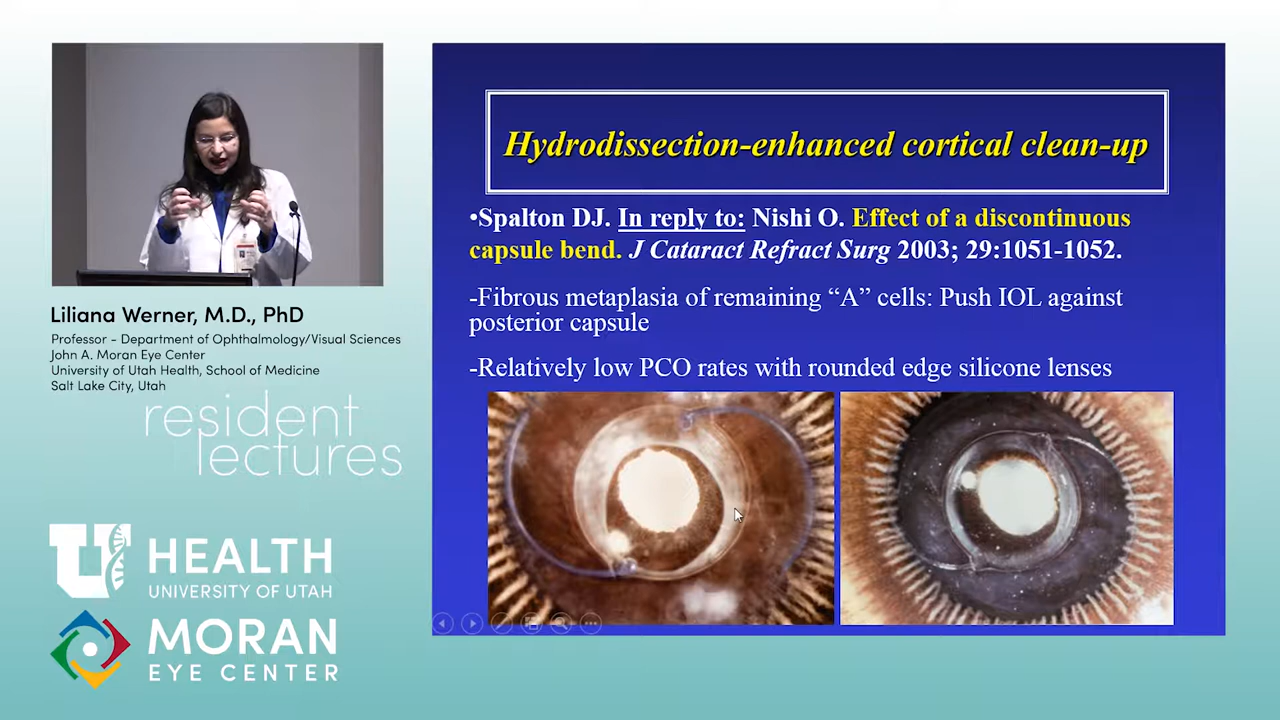 Hydrodissection-enhanced cortical clean-up
•Spalton DJ. In reply to: Nishi O. Effect of a discontinuous
capsule bend. J Cataract Refract Surg 2003; 29:1051-1052.
-Fibrous metaplasia of remaining “A” cells: Push IOL against
posterior capsule
-Relatively low PCO rates with rounded edge silicone lenses
Liliana Werner, M.D., PhD
Professor - Department of Ophthalmology/Visual Sciences
John A. Moran Eye Center
University of Utah Health, School of Medicine
Salt Lake City, Utah
resident
lectures
U HEALTH
UNIVERSITY OF UTAH
MORAN
EYE CENTER